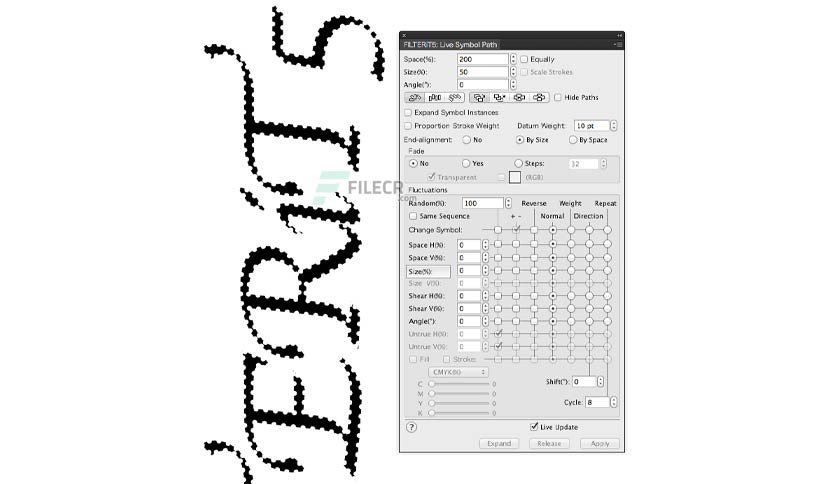 TERIT5
FILTERiT5: Live Symbol Path
Space(%): 200 Equally
Size(%): 50 Scale Strokes
Angle(°): 0
Hide Paths
Expand Symbol Instances
Proportion Stroke Weight Datum Weight: 10 pt
End-alignment: No By Size By Space
Fade
No Yes Steps: 12
Transparent (RGB)
FILECR
.com
Fluctuations
Random(%): 100 Reverse Weight Repeat
Same Sequence + - Normal Direction
Change Symbol:
Space H(%): 0
Space V(%): 0
Size(%): 0
Size V(%): 0
Shear H(%): 0
Shear V(%): 0
Angle(°): 0
Untrue H(%): 0
Untrue V(%): 0
Fill Stroke
CMYK(%)
C 0
M 0
Y 0
K 0
Shift(°): 0
Cycle: 8
? Live Update
Expand Release Apply